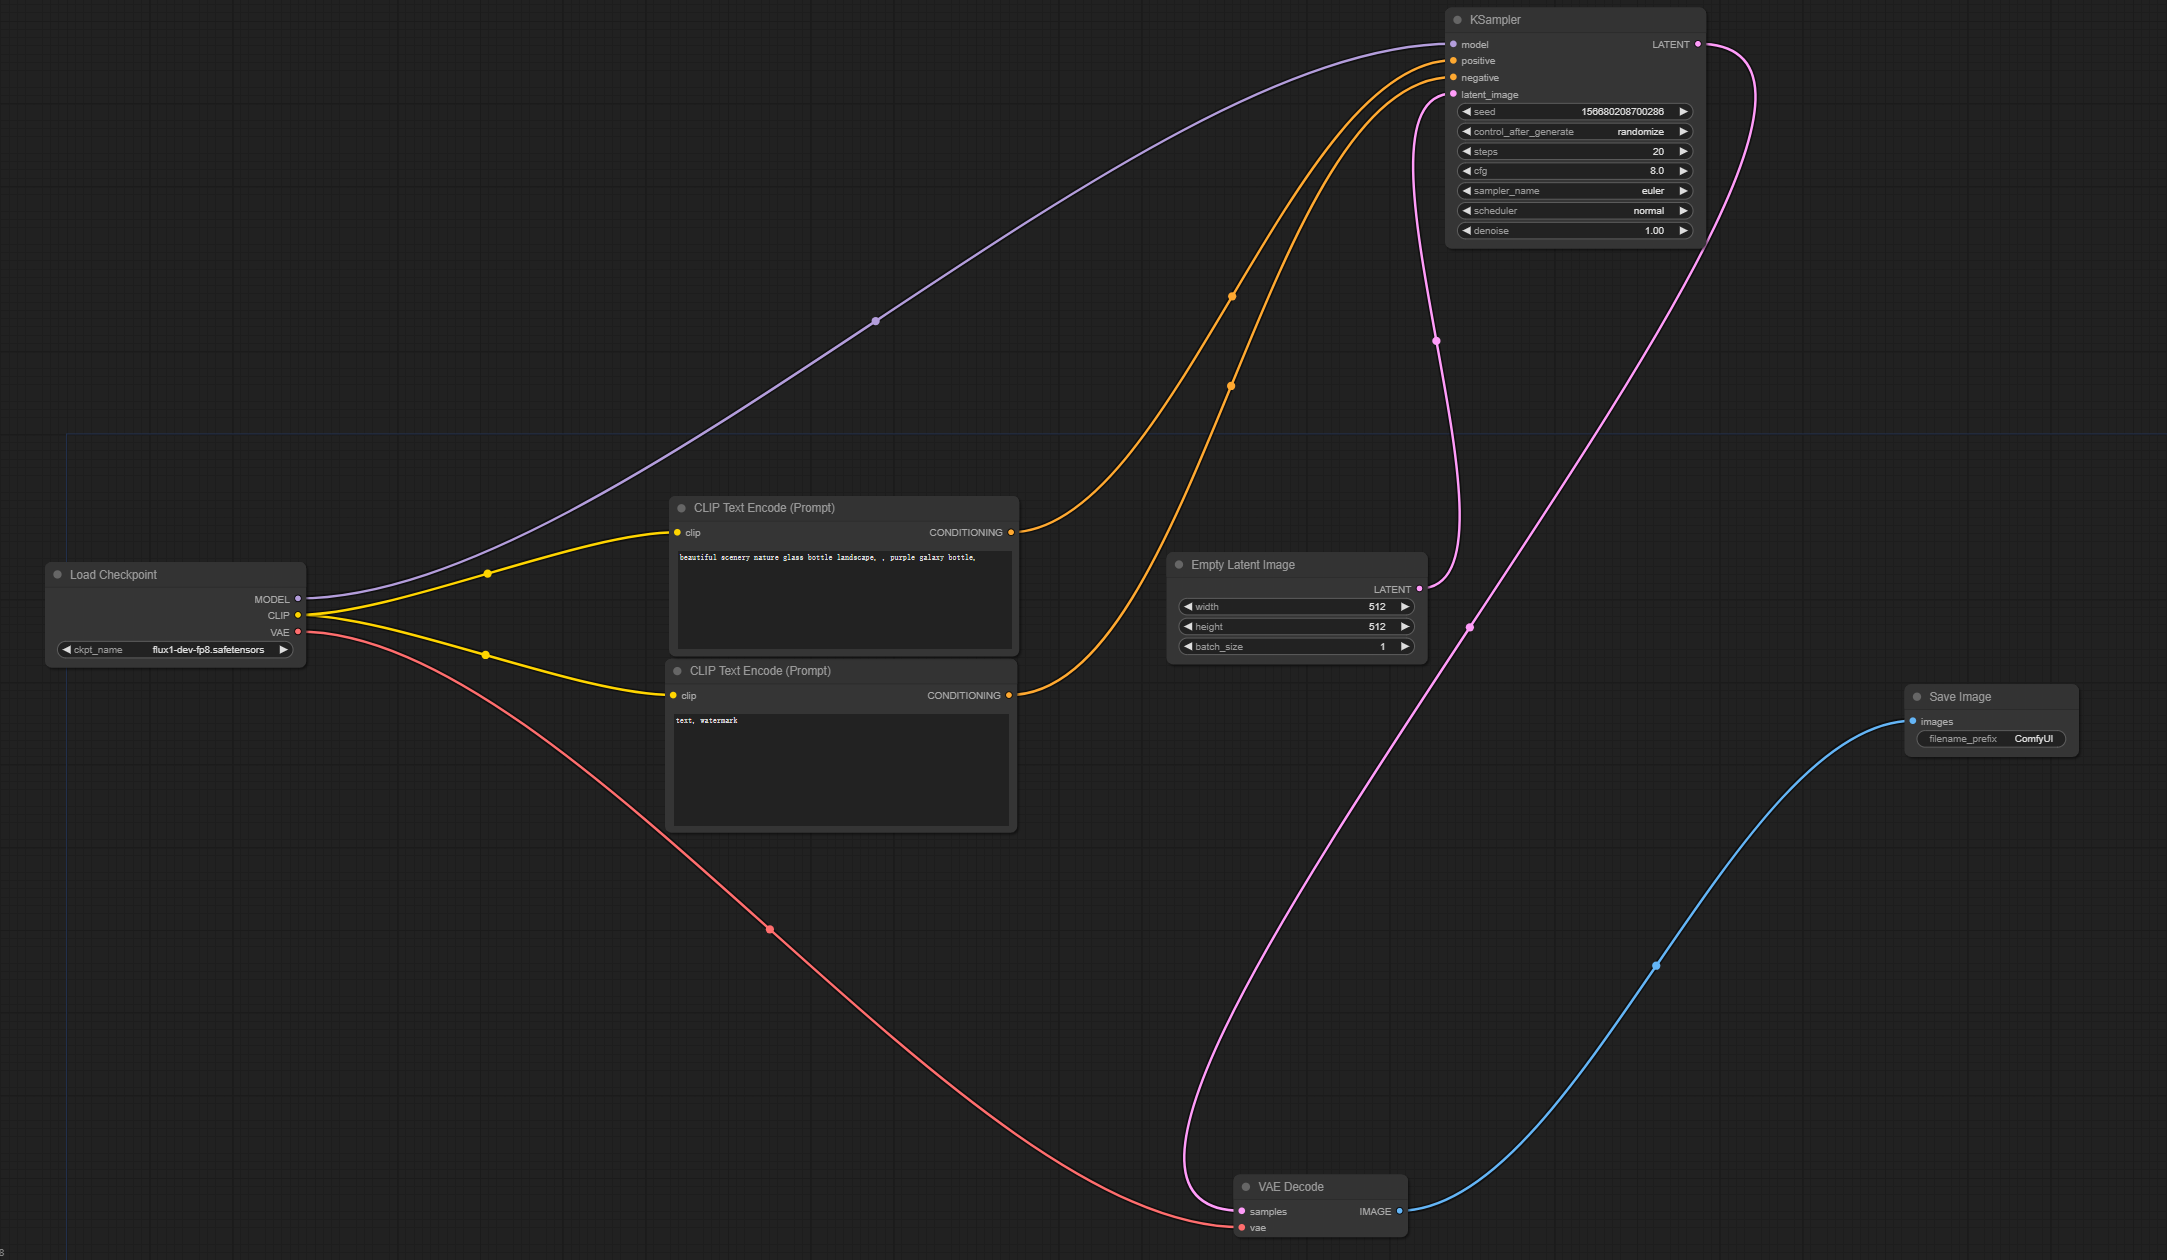 KSampler
model LATENT
positive
negative
latent_image
seed 156680208700286
control_after_generate randomize
steps 20
cfg 8.0
sampler_name euler
scheduler normal
denoise 1.00
CLIP Text Encode (Prompt)
clip CONDITIONING
beautiful scenery nature glass bottle landscape, , purple galaxy bottle,
Load Checkpoint
MODEL
CLIP
VAE
ckpt_name flux1-dev-fp8.safetensors
CLIP Text Encode (Prompt)
clip CONDITIONING
text, watermark
Empty Latent Image
LATENT
width 512
height 512
batch_size 1
Save Image
images
filename_prefix ComfyUI
VAE Decode
samples IMAGE
vae